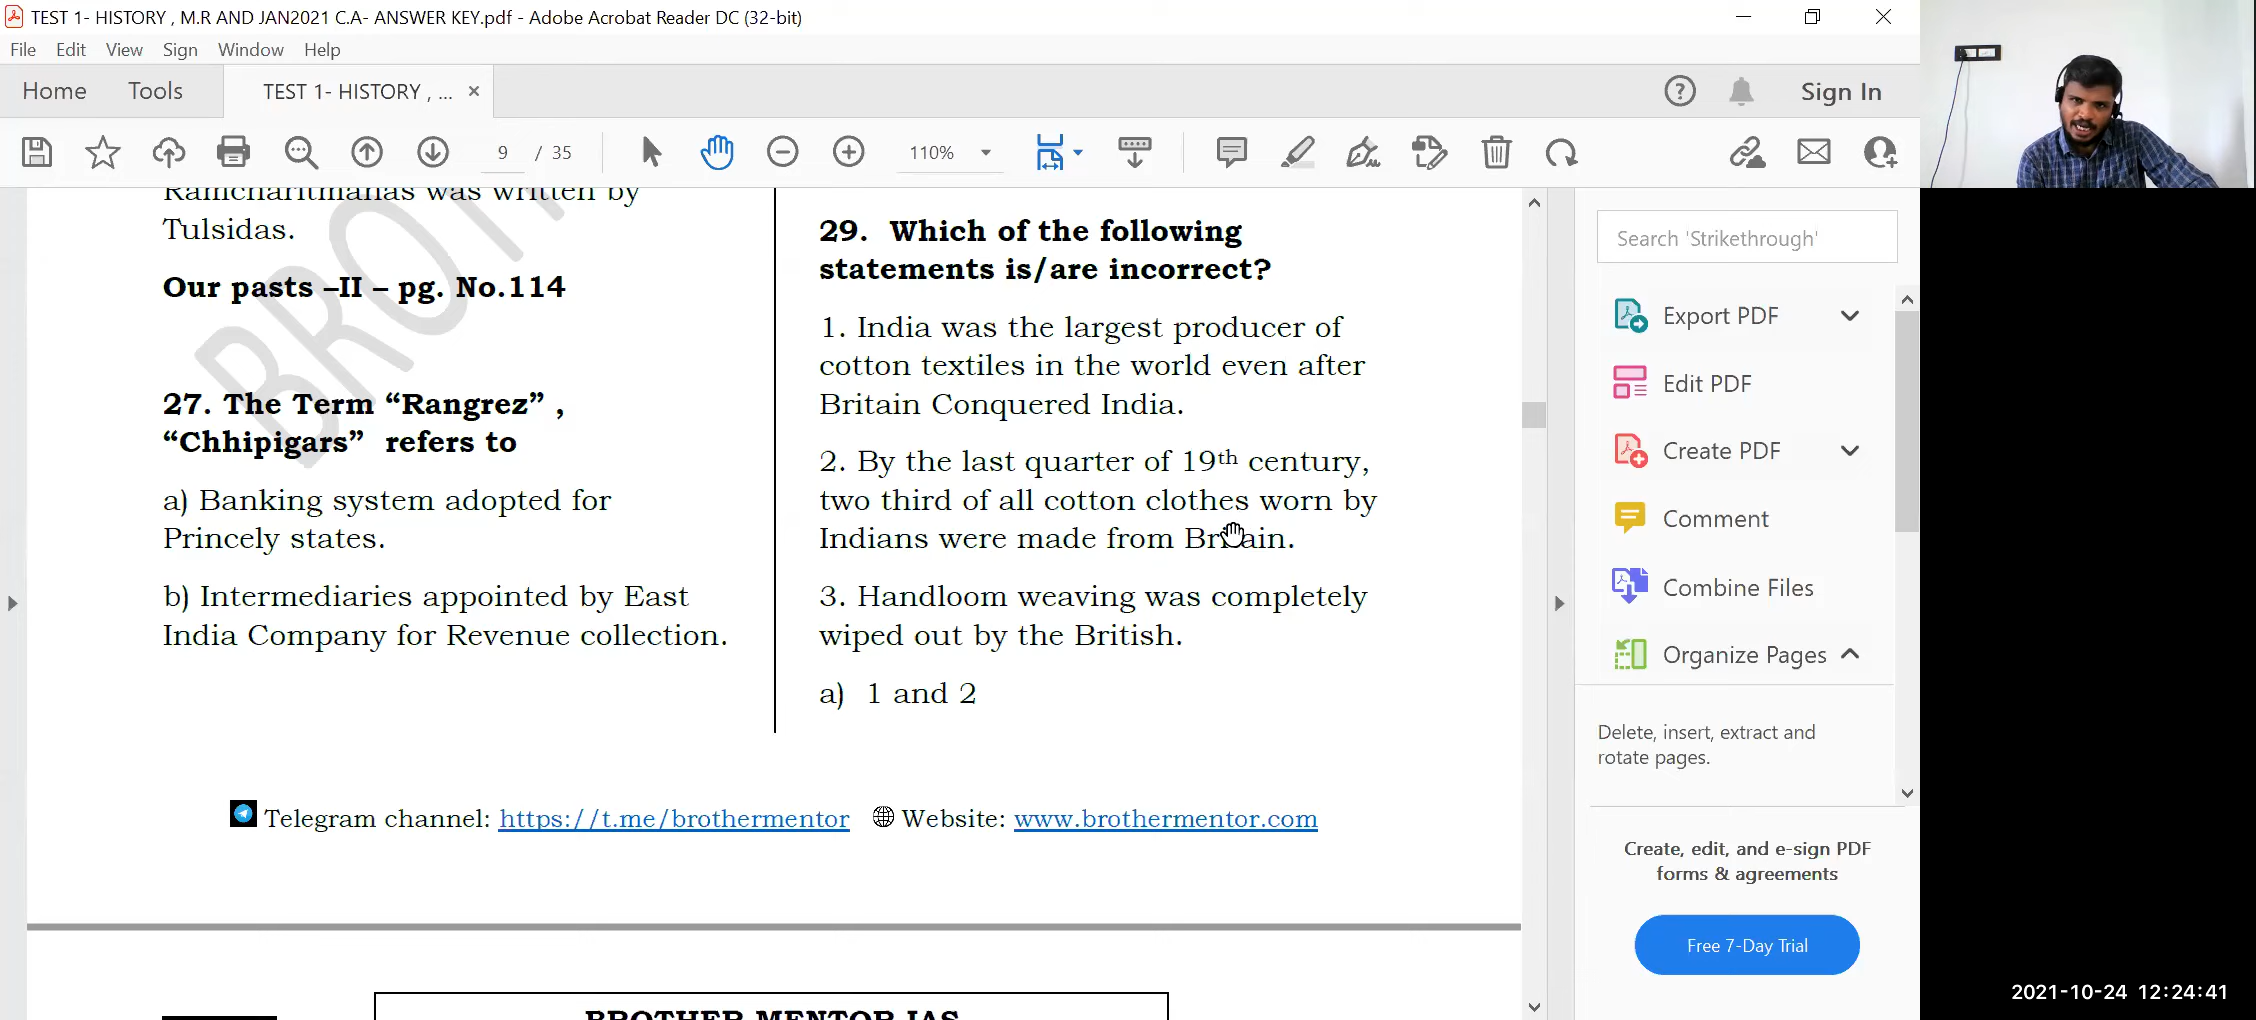 TEST 1- HISTORY , M.R AND JAN2021 C.A- ANSWER KEY.pdf - Adobe Acrobat Reader DC (32-bit)
File Edit View Sign Window Help
Home Tools TEST 1- HISTORY , ... × Sign In
9 / 35 110%
Ramcharitmanas was written by
Tulsidas.
Our pasts –II – pg. No.114
27. The Term “Rangrez” ,
“Chhipigars” refers to
a) Banking system adopted for
Princely states.
b) Intermediaries appointed by East
India Company for Revenue collection.
29. Which of the following
statements is/are incorrect?
1. India was the largest producer of
cotton textiles in the world even after
Britain Conquered India.
2. By the last quarter of 19th century,
two third of all cotton clothes worn by
Indians were made from Britain.
3. Handloom weaving was completely
wiped out by the British.
a) 1 and 2
Telegram channel: https://t.me/brothermentor Website: www.brothermentor.com
BROTHER MENTOR IAS
Search 'Strikethrough'
Export PDF
Edit PDF
Create PDF
Comment
Combine Files
Organize Pages
Delete, insert, extract and
rotate pages.
Create, edit, and e-sign PDF
forms & agreements
Free 7-Day Trial
2021-10-24 12:24:41